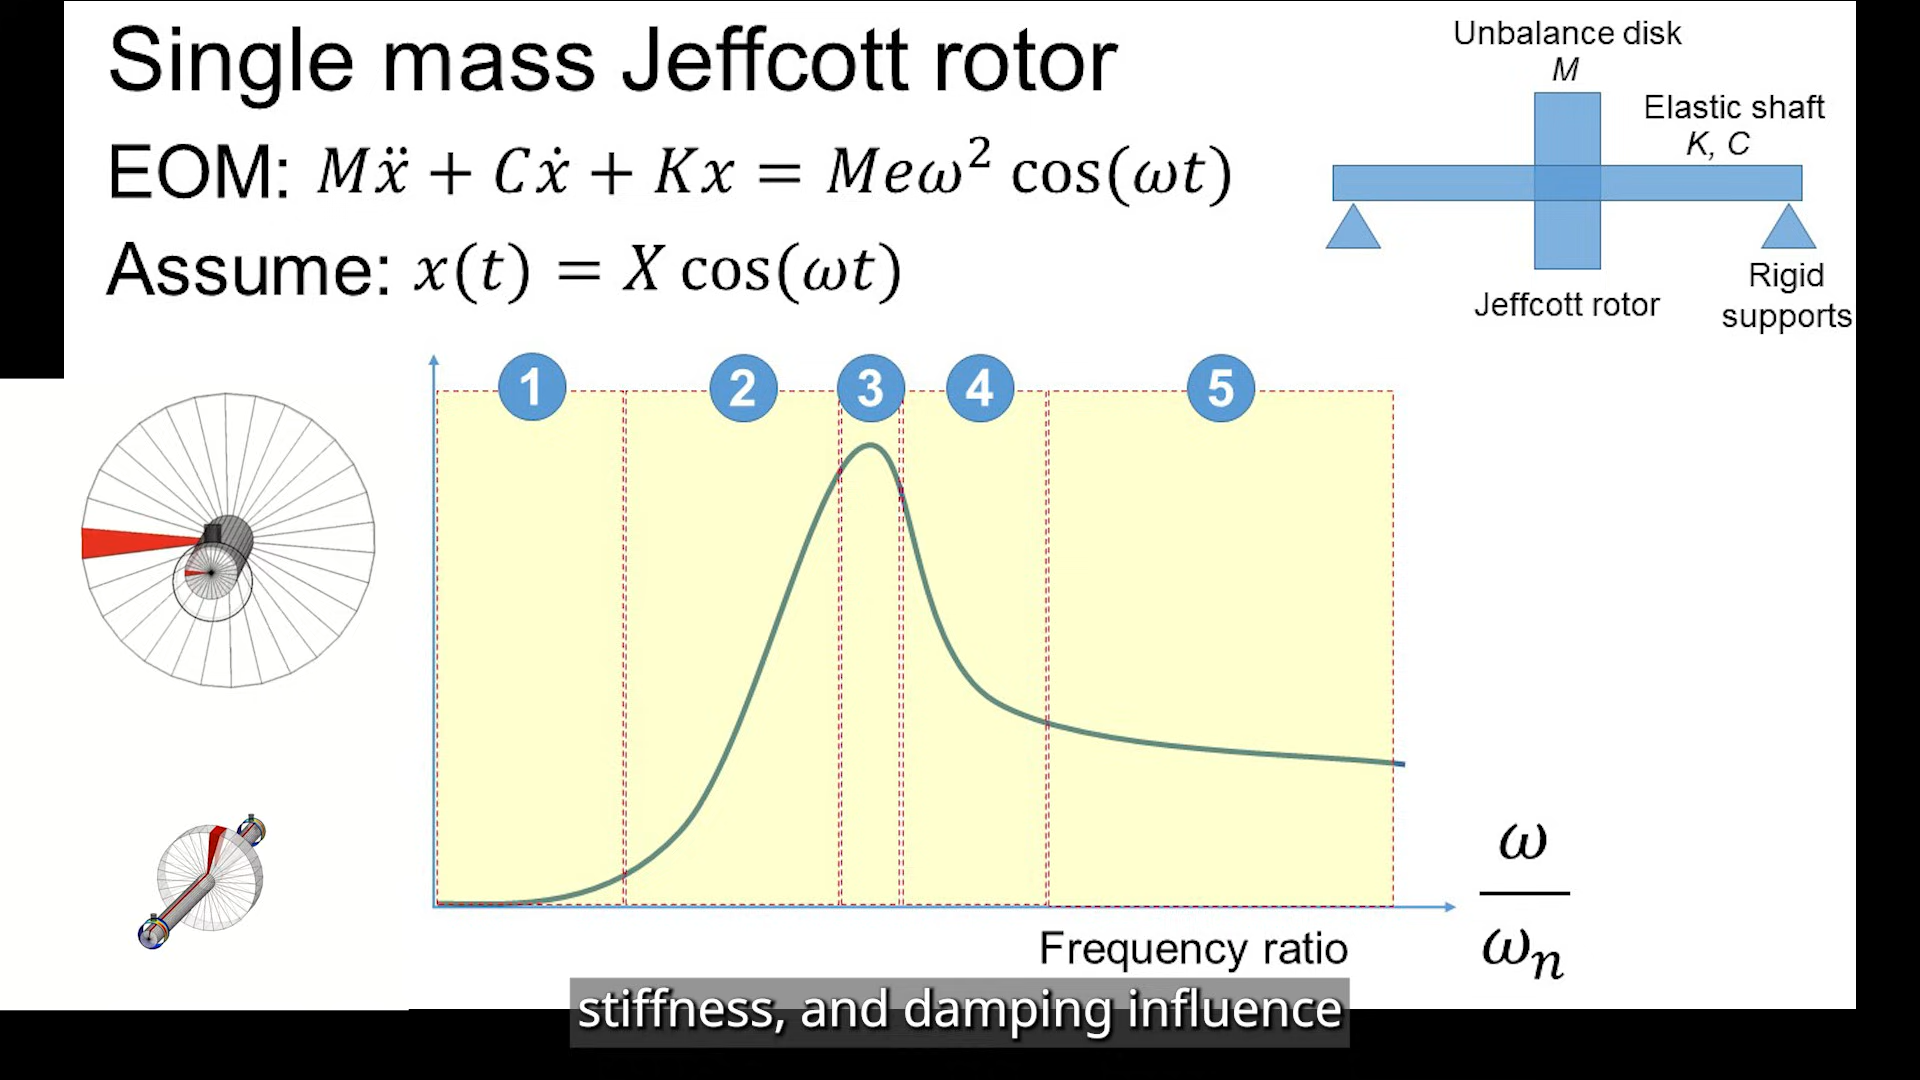 Single mass Jeffcott rotor
EOM: Mẍ + Cẋ + Kx = Meω² cos(ωt)
Assume: x(t) = X cos(ωt)
Unbalance disk
M
Elastic shaft
K, C
Jeffcott rotor
Rigid
supports
1 2 3 4 5
Frequency ratio
ω
ωₙ
stiffness, and damping influence